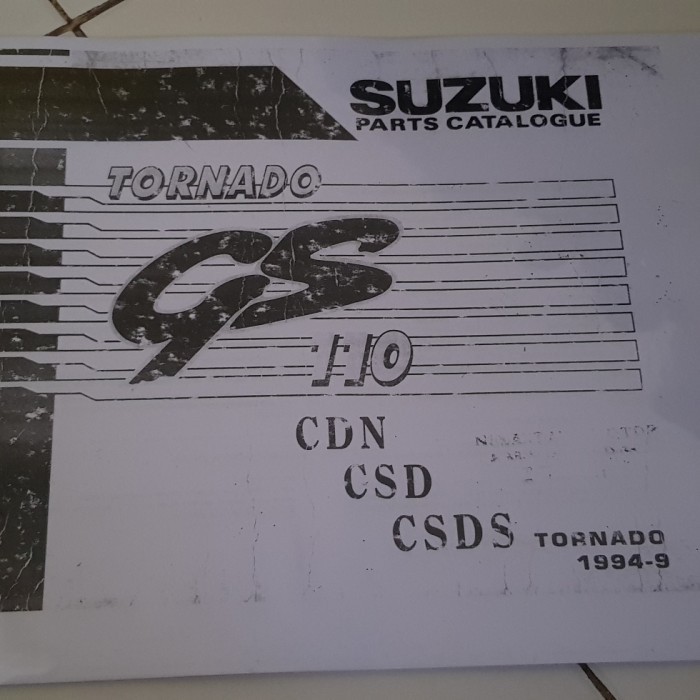 SUZUKI
PARTS CATALOGUE
TORNADO
GS
110
CDN
CSD
CSDS TORNADO
1994-9